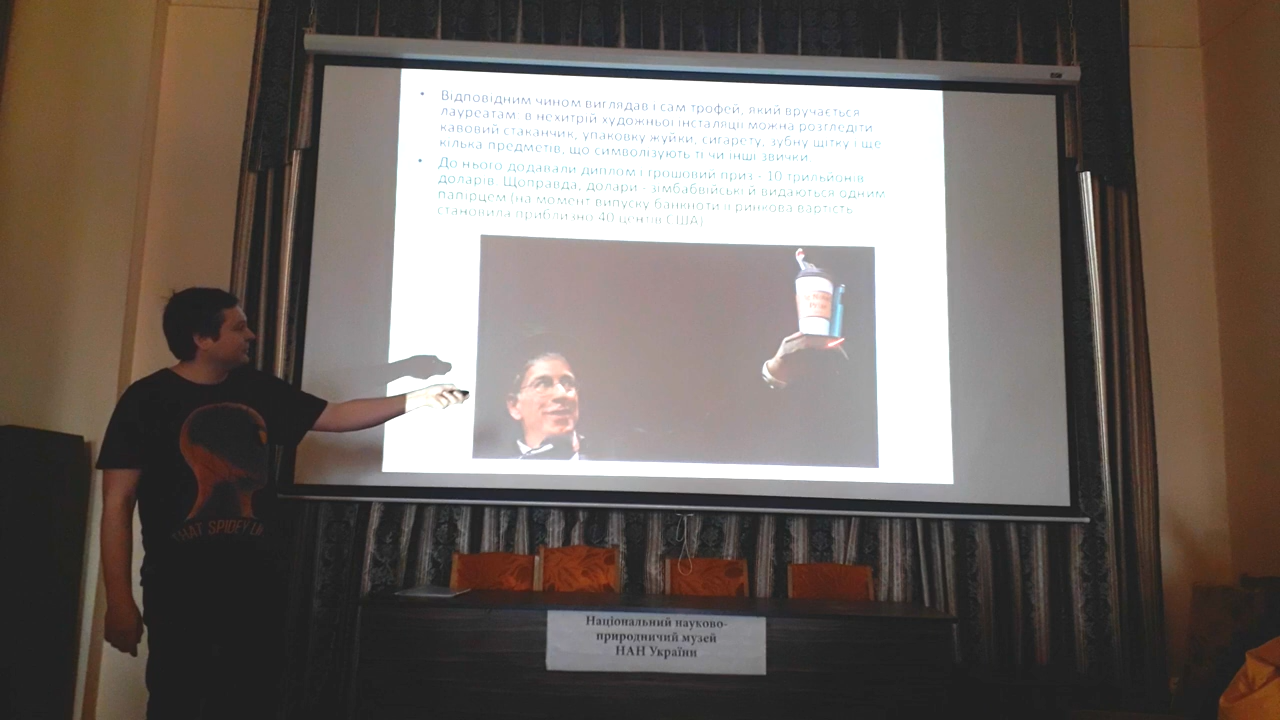 • Відповідним чином виглядав і сам трофей, який вручається
лауреатам: в нехитрій художньої інсталяції можна розгледіти
кавовий стаканчик, упаковку жуйки, сигарету, зубну щітку і ще
кілька предметів, що символізують ті чи інші звички.
• До нього додавали диплом і грошовий приз - 10 трильйонів
доларів. Щоправда, долари - зімбабвійські й видаються одним
папірцем (на момент випуску банкноти її ринкова вартість
становила приблизно 40 центів США)
THAT SPIDEY
Національний науково-
природничий музей
НАН України